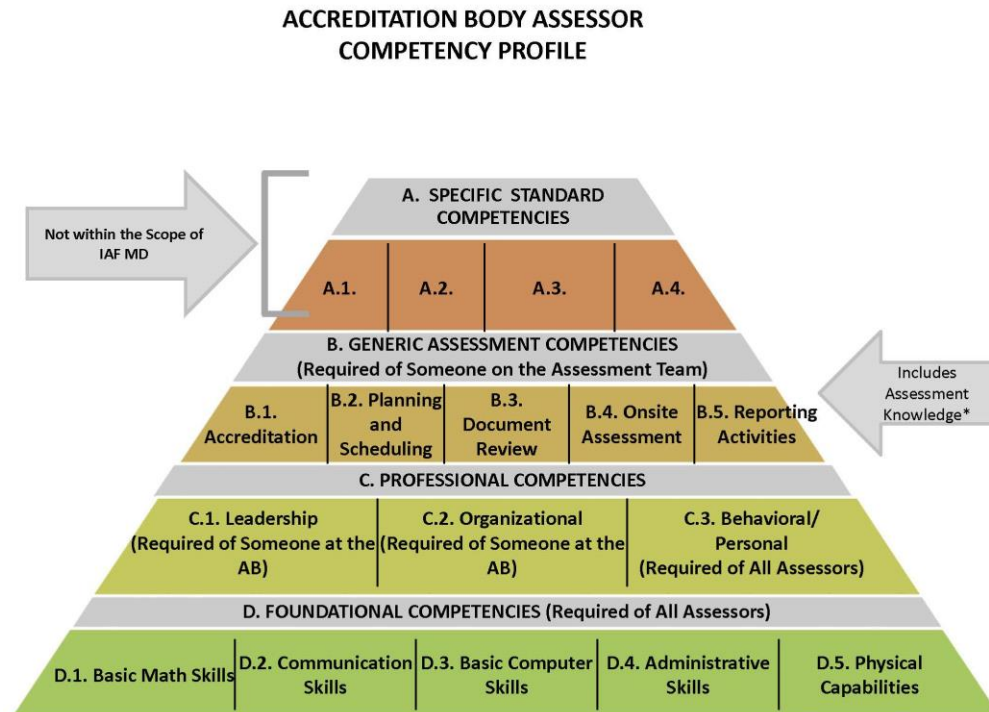 ACCREDITATION BODY ASSESSOR
COMPETENCY PROFILE
A. SPECIFIC STANDARD
COMPETENCIES
Not within the Scope of
IAF MD
A.1.
A.2.
A.3.
A.4.
B. GENERIC ASSESSMENT COMPETENCIES
(Required of Someone on the Assessment Team)
Includes
Assessment
Knowledge*
B.1.
Accreditation
B.2. Planning
and
Scheduling
B.3.
Document
Review
B.4. Onsite
Assessment
B.5. Reporting
Activities
C. PROFESSIONAL COMPETENCIES
C.1. Leadership
(Required of Someone at the
AB)
C.2. Organizational
(Required of Someone at the
AB)
C.3. Behavioral/
Personal
(Required of All Assessors)
D. FOUNDATIONAL COMPETENCIES (Required of All Assessors)
D.1. Basic Math Skills
D.2. Communication
Skills
D.3. Basic Computer
Skills
D.4. Administrative
Skills
D.5. Physical
Capabilities